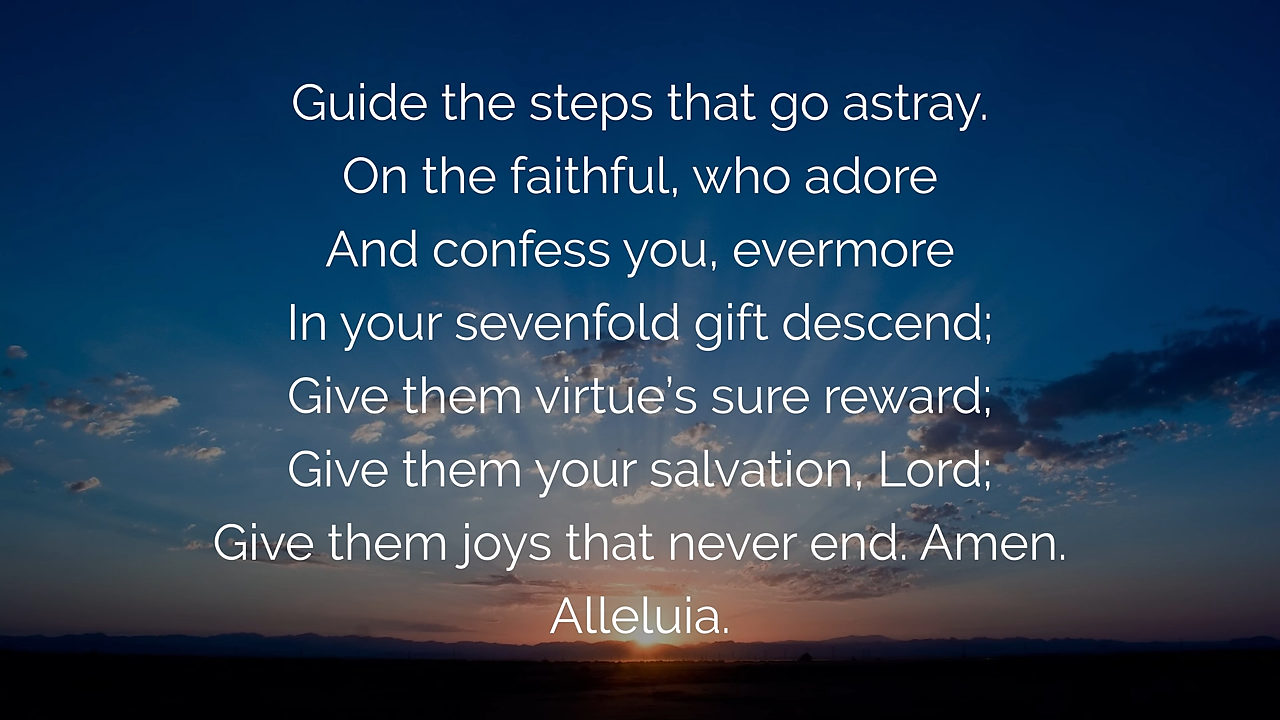 Guide the steps that go astray.
On the faithful, who adore
And confess you, evermore
In your sevenfold gift descend;
Give them virtue’s sure reward;
Give them your salvation, Lord;
Give them joys that never end. Amen.
Alleluia.